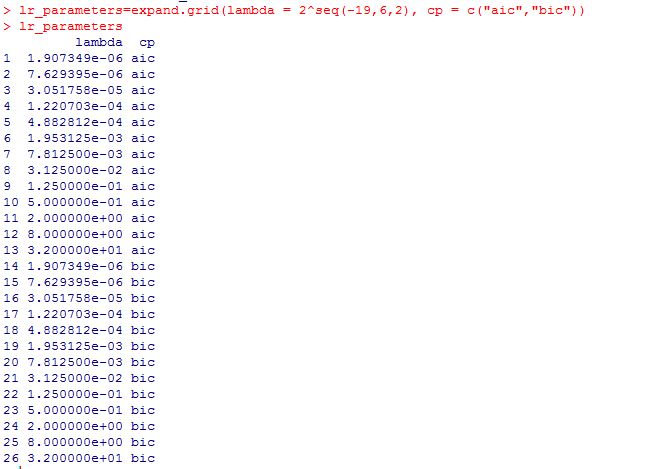 > lr_parameters=expand.grid(lambda = 2^seq(-19,6,2), cp = c("aic","bic"))
> lr_parameters
lambda cp
1 1.907349e-06 aic
2 7.629395e-06 aic
3 3.051758e-05 aic
4 1.220703e-04 aic
5 4.882812e-04 aic
6 1.953125e-03 aic
7 7.812500e-03 aic
8 3.125000e-02 aic
9 1.250000e-01 aic
10 5.000000e-01 aic
11 2.000000e+00 aic
12 8.000000e+00 aic
13 3.200000e+01 aic
14 1.907349e-06 bic
15 7.629395e-06 bic
16 3.051758e-05 bic
17 1.220703e-04 bic
18 4.882812e-04 bic
19 1.953125e-03 bic
20 7.812500e-03 bic
21 3.125000e-02 bic
22 1.250000e-01 bic
23 5.000000e-01 bic
24 2.000000e+00 bic
25 8.000000e+00 bic
26 3.200000e+01 bic